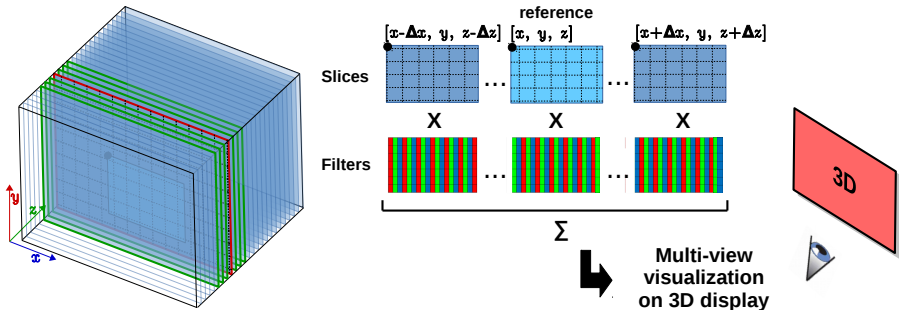 reference
[x-Δx, y, z-Δz] [x, y, z] [x+Δx, y, z+Δz]
Slices ... ...
X X X
Filters ... ...
Σ
Multi-view
visualization
on 3D display
3D
y
z
x